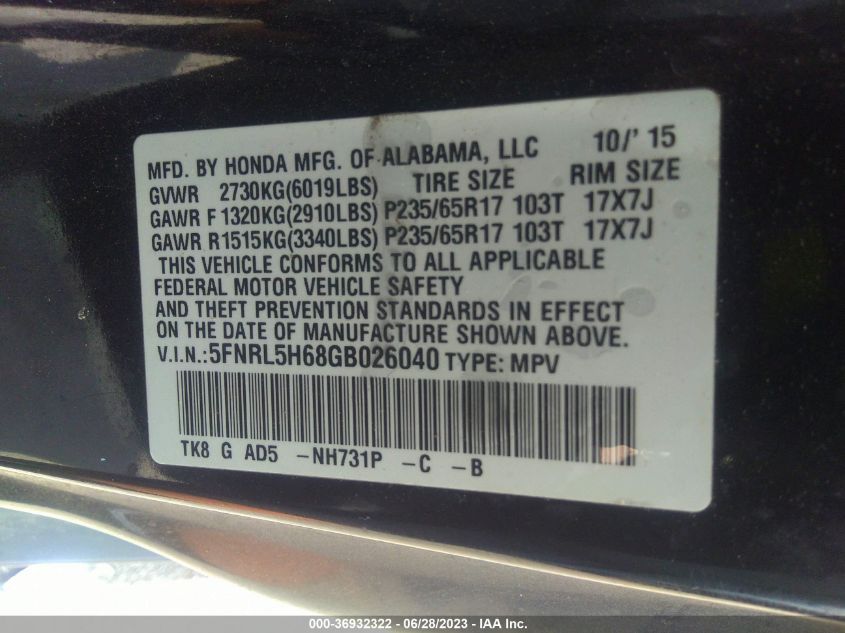 MFD. BY HONDA MFG. OF ALABAMA, LLC 10/' 15
GVWR 2730KG(6019LBS) TIRE SIZE RIM SIZE
GAWR F 1320KG(2910LBS) P235/65R17 103T 17X7J
GAWR R1515KG(3340LBS) P235/65R17 103T 17X7J
THIS VEHICLE CONFORMS TO ALL APPLICABLE
FEDERAL MOTOR VEHICLE SAFETY
AND THEFT PREVENTION STANDARDS IN EFFECT
ON THE DATE OF MANUFACTURE SHOWN ABOVE.
V.I.N.:5FNRL5H68GB026040 TYPE: MPV
TK8 G AD5 -NH731P -C -B
000-36932322 | 06/28/2023 | © IAA Inc.